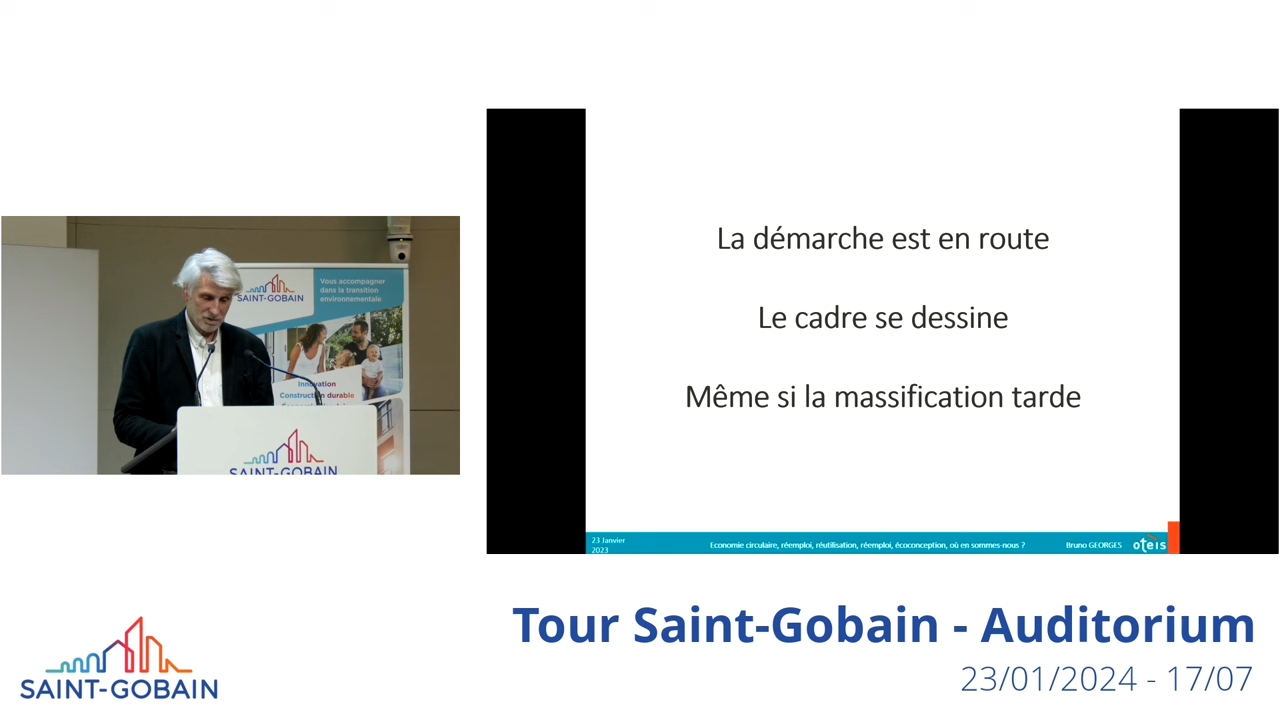 La démarche est en route
Le cadre se dessine
Même si la massification tarde
23 Janvier
2023
Economie circulaire, réemploi, réutilisation, réemploi, écoconception, où en sommes-nous ?
Bruno GEORGES
oteis
SAINT-GOBAIN
Vous accompagner
dans la transition
environnementale
Innovation
Construction durable
SAINT-GOBAIN
Tour Saint-Gobain - Auditorium
23/01/2024 - 17/07
SAINT-GOBAIN